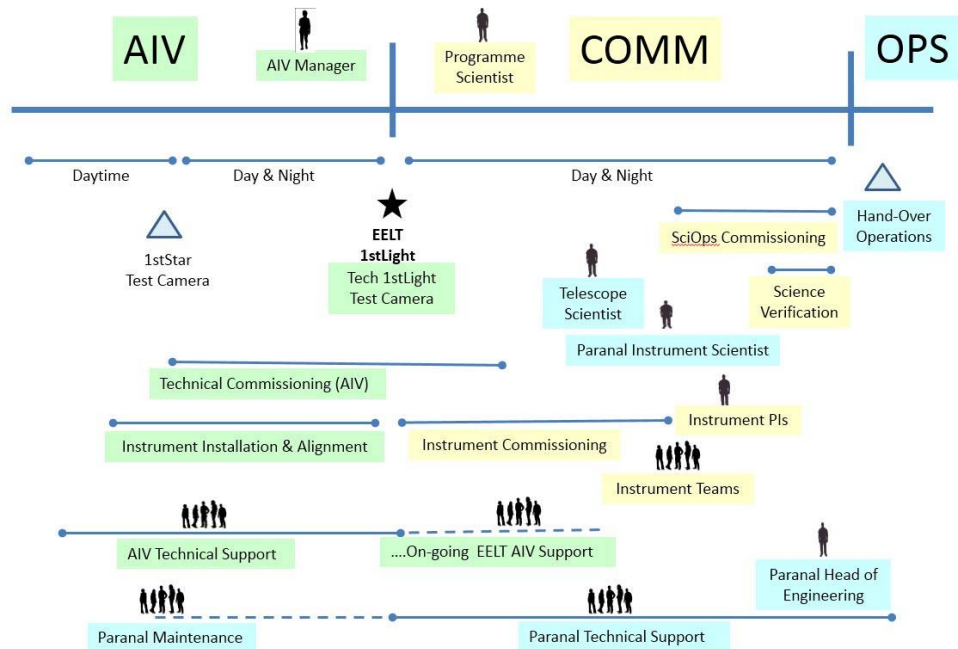 AIV
COMM
OPS
AIV Manager
Programme
Scientist
Daytime
Day & Night
Day & Night
1stStar
Test Camera
EELT
1stLight
Tech 1stLight
Test Camera
SciOps Commissioning
Hand-Over
Operations
Telescope
Scientist
Science
Verification
Paranal Instrument Scientist
Technical Commissioning (AIV)
Instrument PIs
Instrument Installation & Alignment
Instrument Commissioning
Instrument Teams
AIV Technical Support
....On-going EELT AIV Support
Paranal Head of
Engineering
Paranal Maintenance
Paranal Technical Support